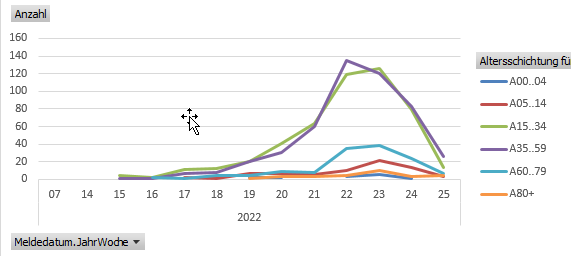 Anzahl
160
140
120
100
80
60
40
20
0
07 14 15 16 17 18 19 20 21 22 23 24 25
2022
Altersschichtung fü
A00..04
A05..14
A15..34
A35..59
A60..79
A80+
Meldedatum.JahrWoche